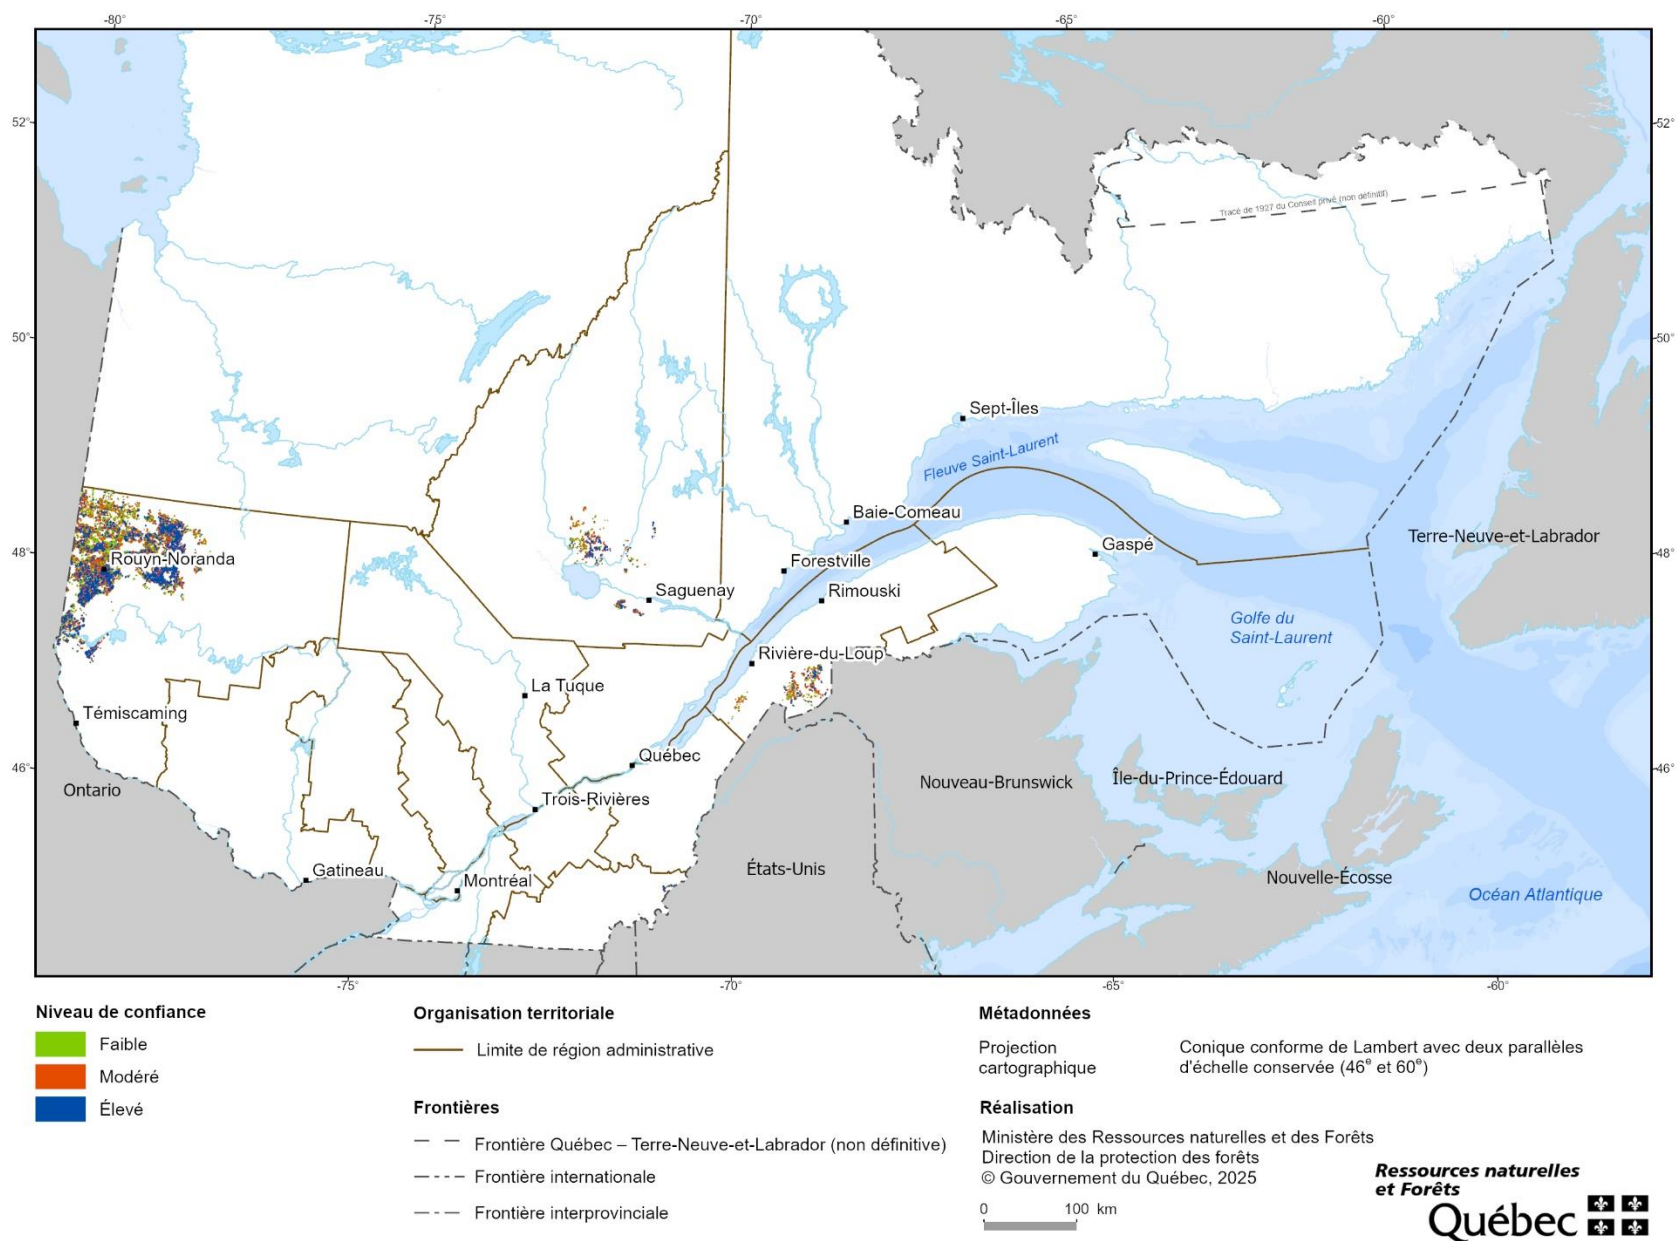 -80°
-75°
-70°
-65°
-60°
52°
52°
Tracé de 1927 du Conseil privé (non définitif)
50°
50°
Sept-Îles
Fleuve Saint-Laurent
Baie-Comeau
Gaspé
Terre-Neuve-et-Labrador
48°
48°
Rouyn-Noranda
Forestville
Saguenay
Rimouski
Golfe du
Saint-Laurent
Rivière-du-Loup
La Tuque
Témiscaming
Québec
46°
46°
Ontario
Nouveau-Brunswick
Île-du-Prince-Édouard
Trois-Rivières
États-Unis
Gatineau
Montréal
Nouvelle-Écosse
Océan Atlantique
-75°
-70°
-65°
-60°
Niveau de confiance
Faible
Modéré
Élevé
Organisation territoriale
Limite de région administrative
Frontières
Frontière Québec – Terre-Neuve-et-Labrador (non définitive)
Frontière internationale
Frontière interprovinciale
Métadonnées
Projection
cartographique
Conique conforme de Lambert avec deux parallèles
d'échelle conservée (46e et 60e)
Réalisation
Ministère des Ressources naturelles et des Forêts
Direction de la protection des forêts
© Gouvernement du Québec, 2025
0 100 km
Ressources naturelles
et Forêts
Québec